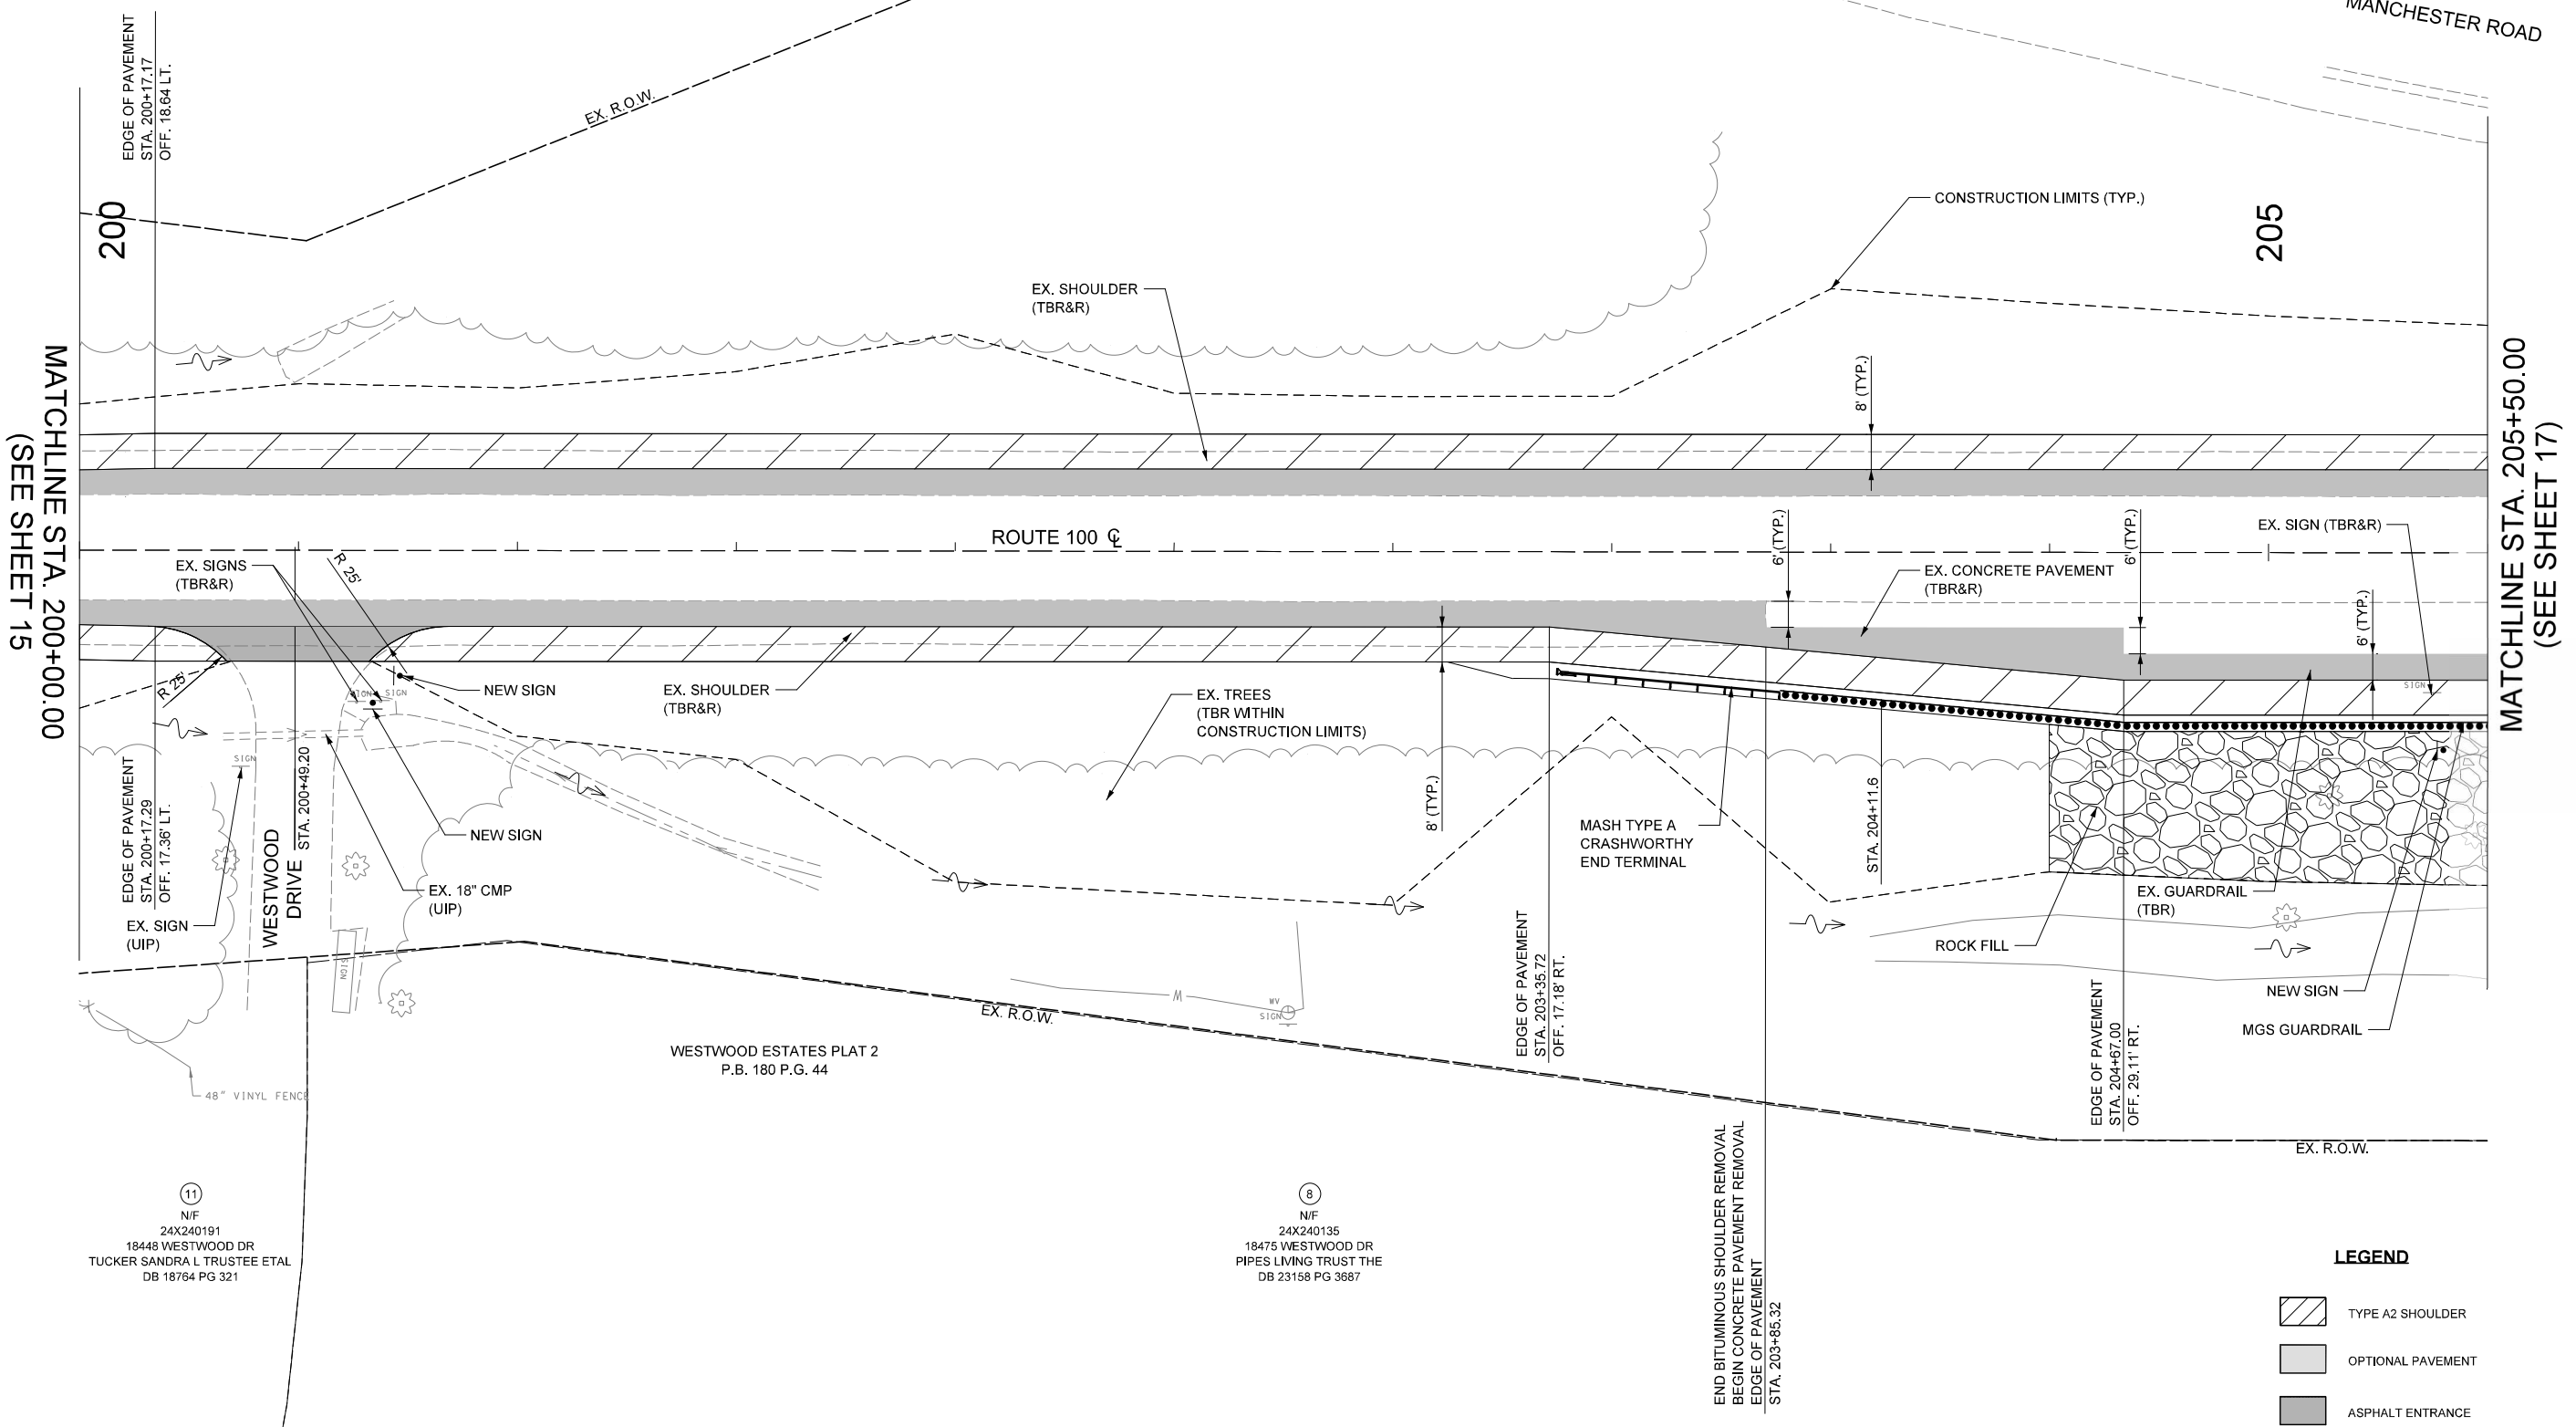 MANCHESTER ROAD
EDGE OF PAVEMENT
STA. 200+17.17
OFF. 18.64 LT.
EX. R.O.W.
200
CONSTRUCTION LIMITS (TYP.)
205
EX. SHOULDER
(TBR&R)
8' (TYP.)
MATCHLINE STA. 200+00.00
(SEE SHEET 15
MATCHLINE STA. 205+50.00
(SEE SHEET 17)
ROUTE 100 ℄
6' (TYP.)
6' (TYP.)
EX. SIGN (TBR&R)
EX. SIGNS
(TBR&R)
R 25'
EX. CONCRETE PAVEMENT
(TBR&R)
6' (TYP.)
R 25'
SIGN
SIGN
NEW SIGN
EX. SHOULDER
(TBR&R)
EX. TREES
(TBR WITHIN
CONSTRUCTION LIMITS)
SIGN
SIGN
EDGE OF PAVEMENT
STA. 200+17.29
OFF. 17.36' LT.
WESTWOOD
DRIVE
STA. 200+49.20
NEW SIGN
8' (TYP.)
MASH TYPE A
CRASHWORTHY
END TERMINAL
STA. 204+11.6
EX. 18" CMP
(UIP)
EX. SIGN
(UIP)
SIGN
EX. GUARDRAIL
(TBR)
ROCK FILL
NEW SIGN
MGS GUARDRAIL
EDGE OF PAVEMENT
STA. 203+35.72
OFF. 17.18' RT.
W
WV
SIGN
EX. R.O.W.
EDGE OF PAVEMENT
STA. 204+67.00
OFF. 29.11' RT.
WESTWOOD ESTATES PLAT 2
P.B. 180 P.G. 44
48" VINYL FENCE
EX. R.O.W.
END BITUMINOUS SHOULDER REMOVAL
BEGIN CONCRETE PAVEMENT REMOVAL
EDGE OF PAVEMENT
STA. 203+85.32
11
N/F
24X240191
18448 WESTWOOD DR
TUCKER SANDRA L TRUSTEE ETAL
DB 18764 PG 321
8
N/F
24X240135
18475 WESTWOOD DR
PIPES LIVING TRUST THE
DB 23158 PG 3687
LEGEND
TYPE A2 SHOULDER
OPTIONAL PAVEMENT
ASPHALT ENTRANCE